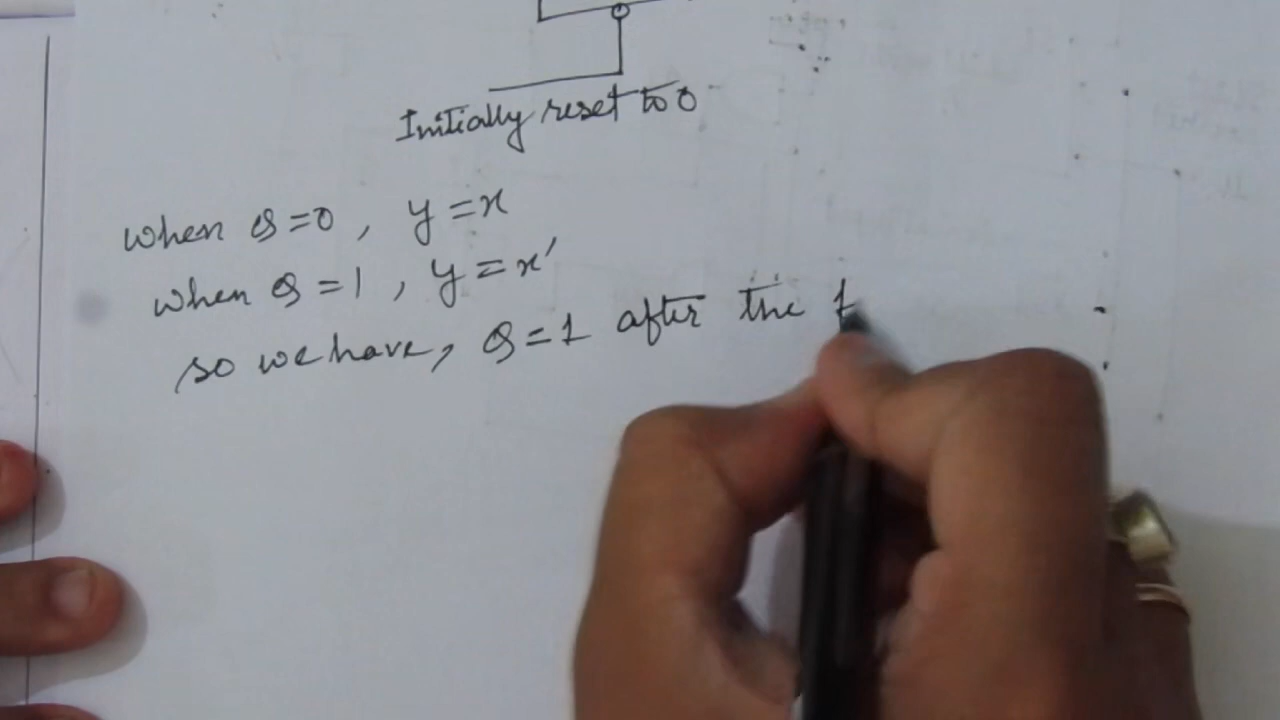 Initially reset to 0
when Q=0, y=x
when Q=1, y=x'
so we have, Q=1 after the f